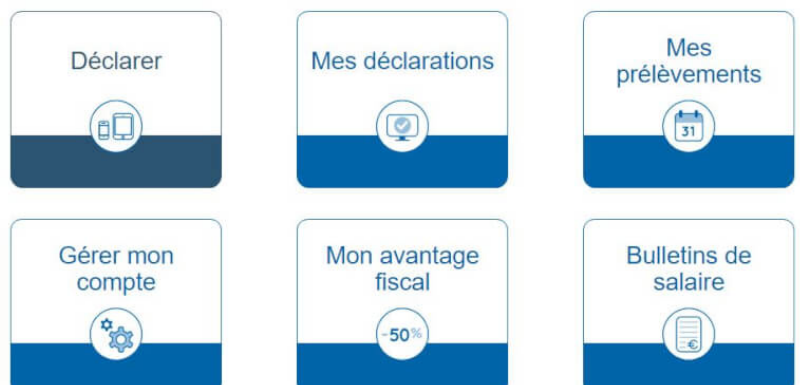 Déclarer
Mes déclarations
Mes
prélèvements
31
Gérer mon
compte
Mon avantage
fiscal
-50%
Bulletins de
salaire
€